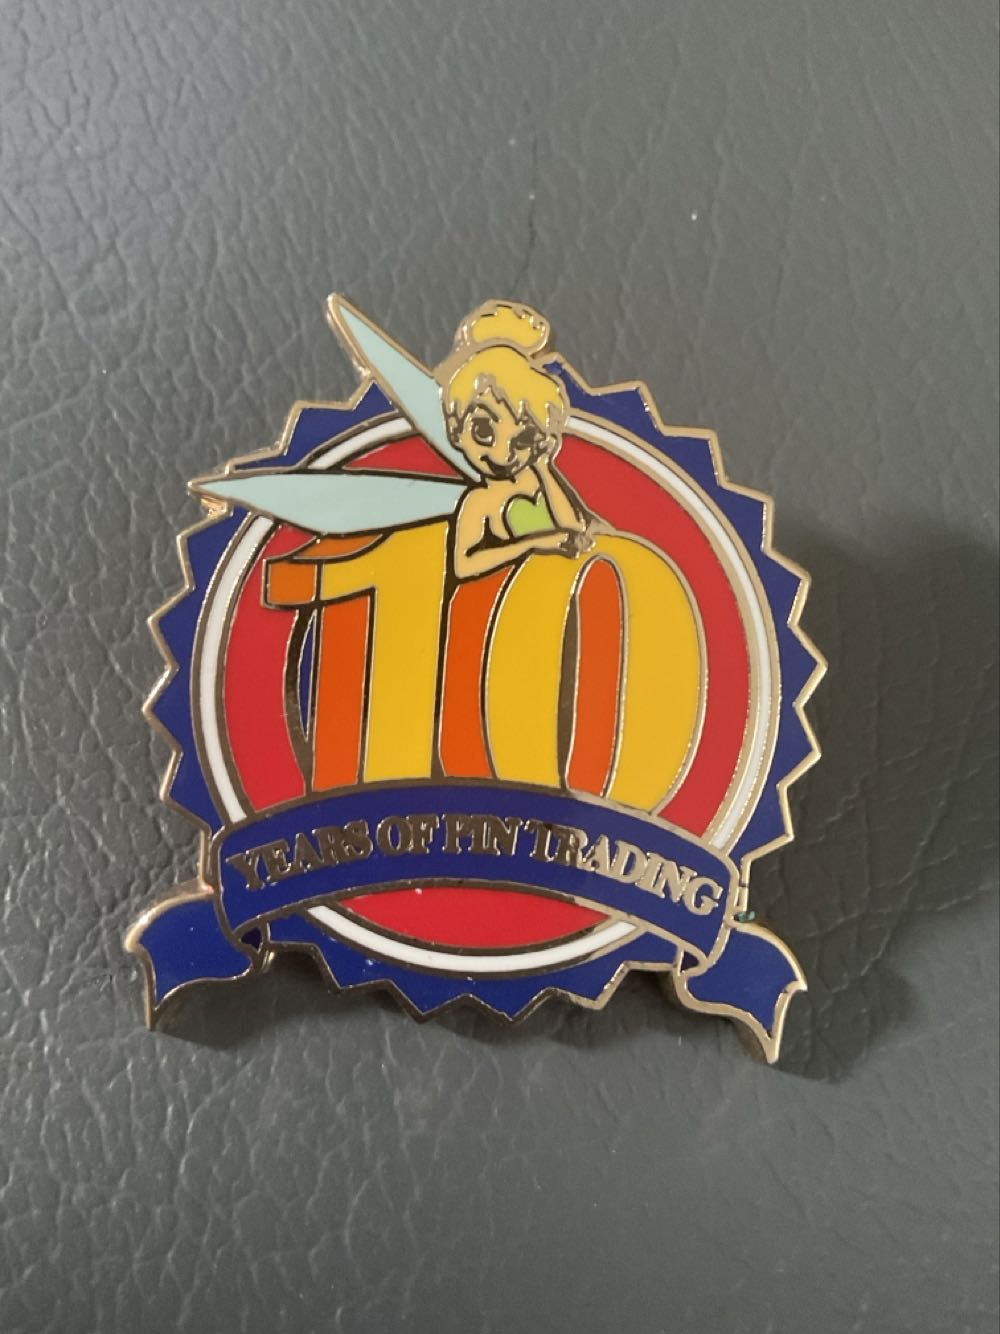 10
YEARS OF PIN TRADING